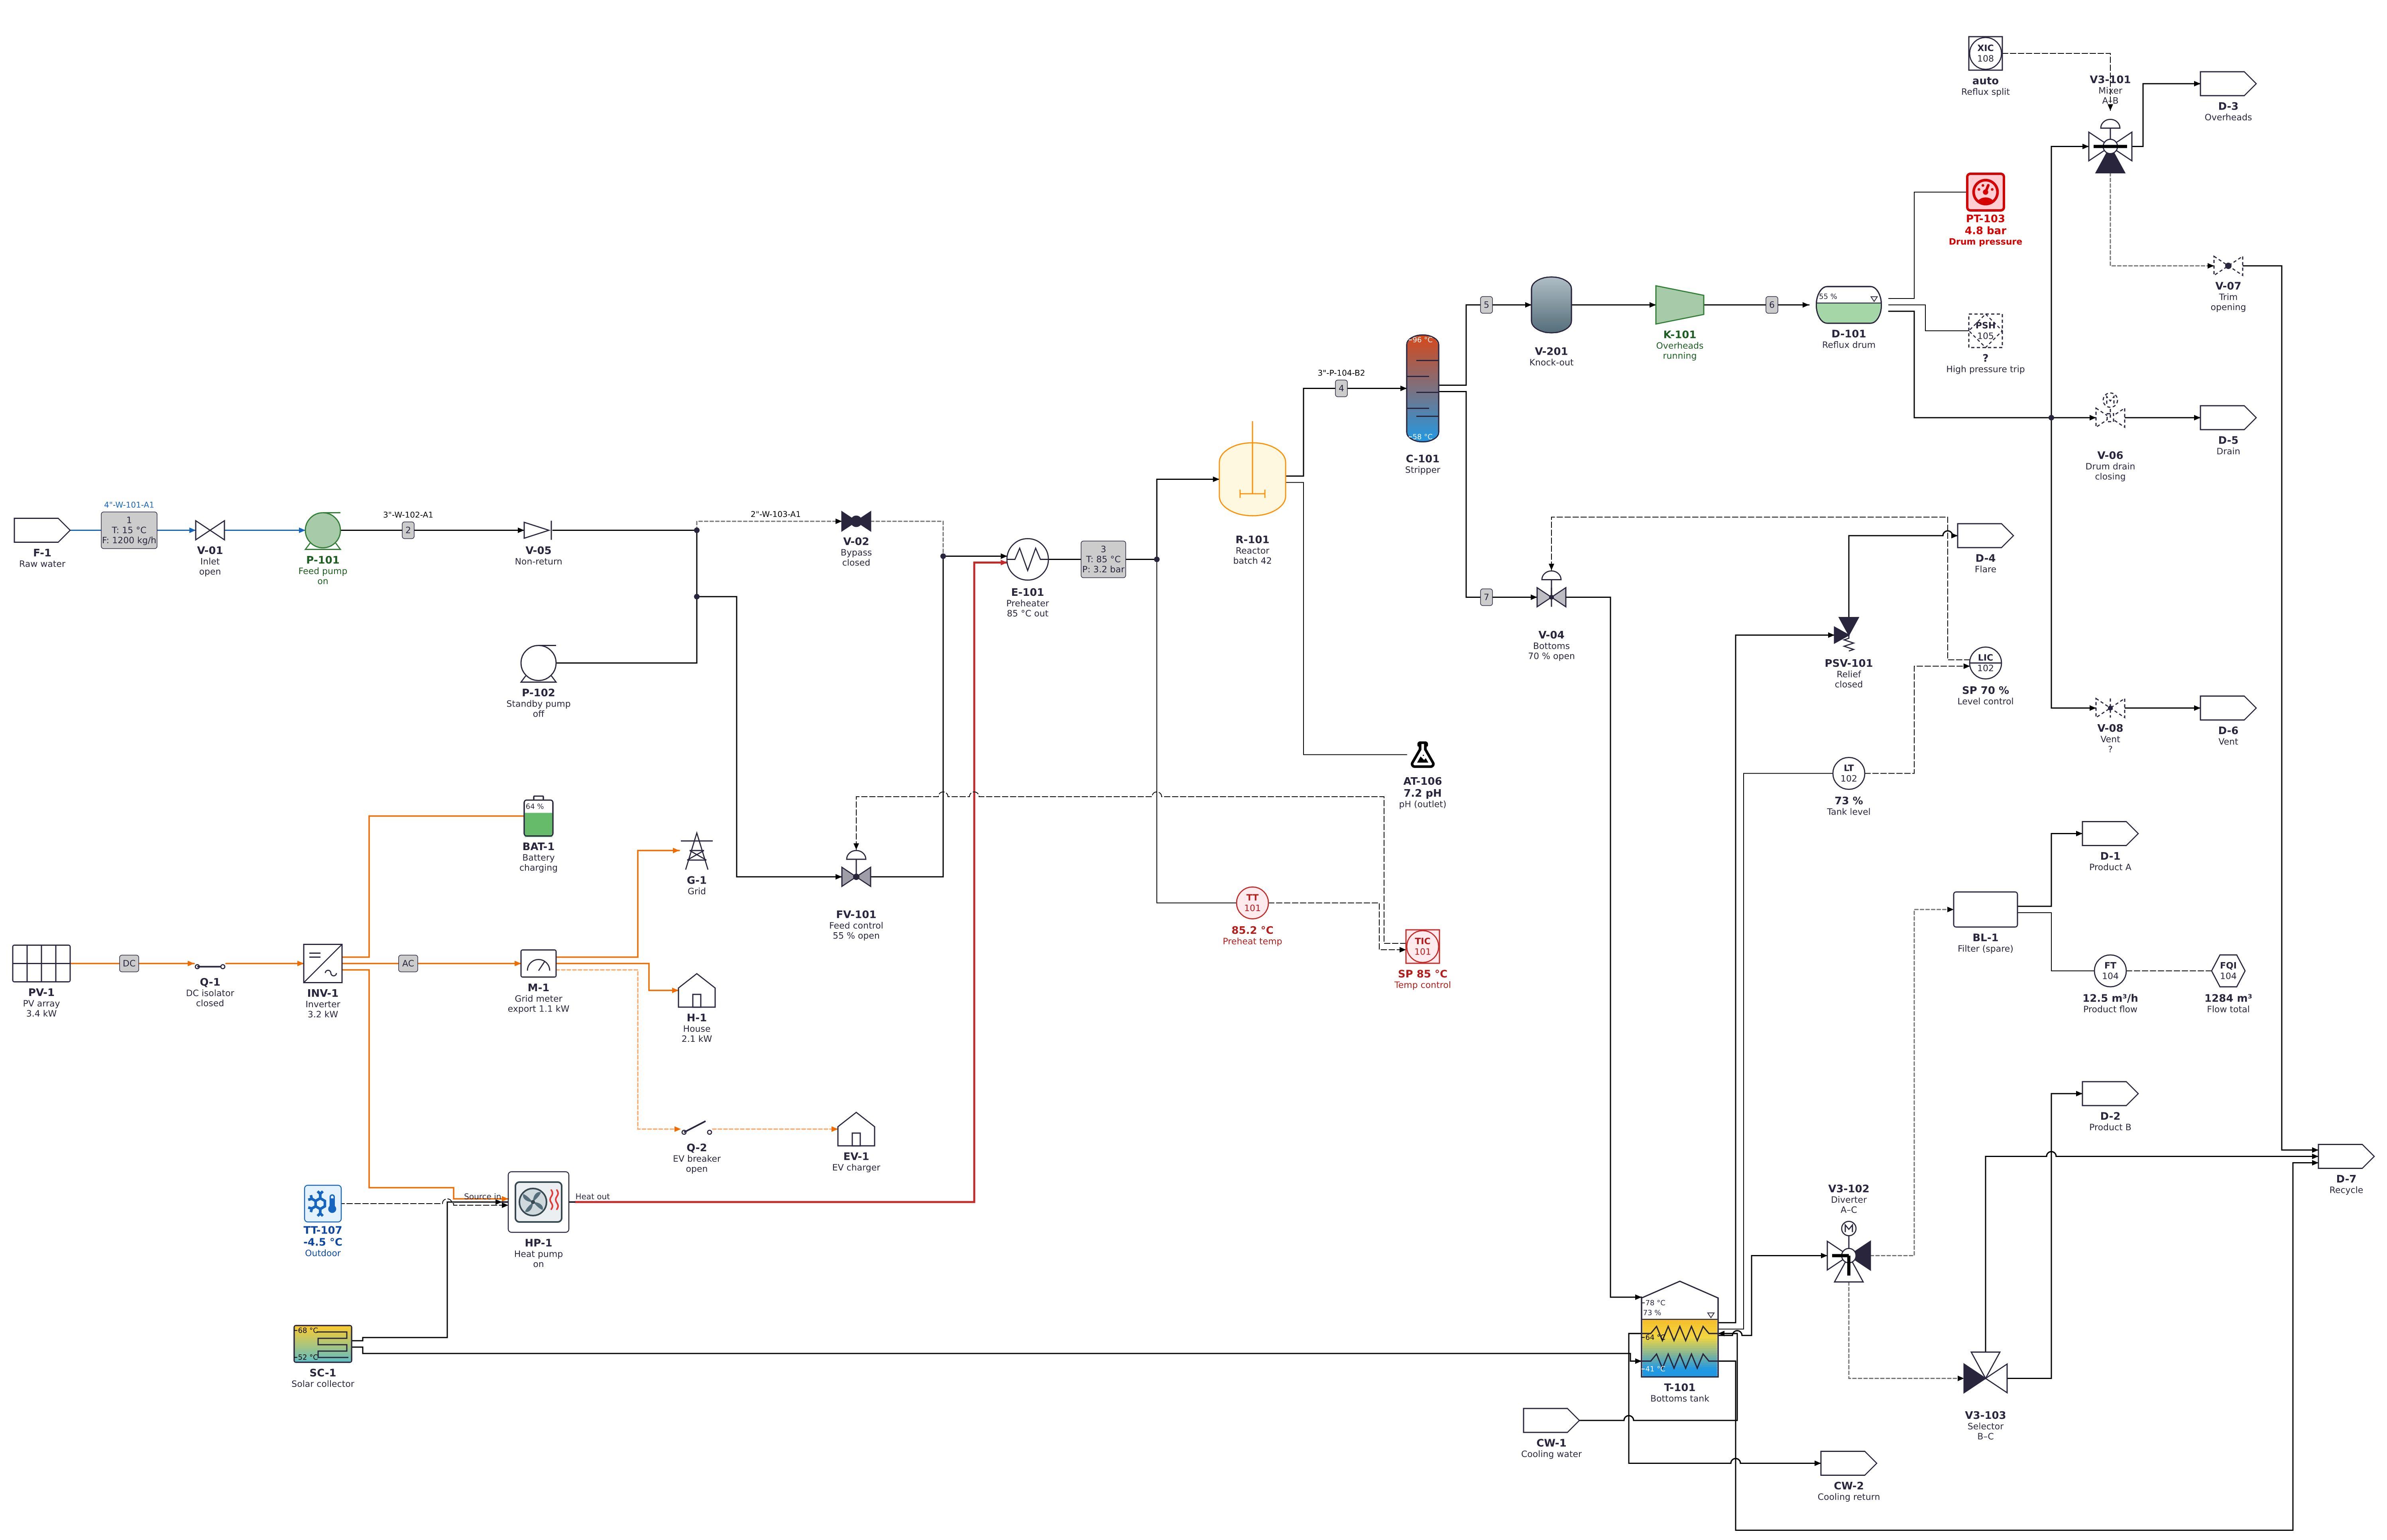 XIC
108
auto
Reflux split
V3-101
Mixer
A–B
D-3
Overheads
PT-103
4.8 bar
Drum pressure
V-07
Trim
opening
5
V-201
Knock-out
K-101
Overheads
running
6
55 %
D-101
Reflux drum
PSH
105
?
High pressure trip
~96 °C
~58 °C
C-101
Stripper
3"-P-104-B2
4
V-06
Drum drain
closing
D-5
Drain
F-1
Raw water
4"-W-101-A1
1
T: 15 °C
F: 1200 kg/h
V-01
Inlet
open
P-101
Feed pump
on
3"-W-102-A1
2
V-05
Non-return
2"-W-103-A1
V-02
Bypass
closed
E-101
Preheater
85 °C out
3
T: 85 °C
P: 3.2 bar
R-101
Reactor
batch 42
7
V-04
Bottoms
70 % open
D-4
Flare
PSV-101
Relief
closed
LIC
102
SP 70 %
Level control
P-102
Standby pump
off
V-08
Vent
?
D-6
Vent
AT-106
7.2 pH
pH (outlet)
LT
102
73 %
Tank level
64 %
BAT-1
Battery
charging
G-1
Grid
FV-101
Feed control
55 % open
TT
101
85.2 °C
Preheat temp
TIC
101
SP 85 °C
Temp control
D-1
Product A
BL-1
Filter (spare)
FT
104
12.5 m³/h
Product flow
FQI
104
1284 m³
Flow total
PV-1
PV array
3.4 kW
DC
Q-1
DC isolator
closed
INV-1
Inverter
3.2 kW
AC
M-1
Grid meter
export 1.1 kW
H-1
House
2.1 kW
Q-2
EV breaker
open
EV-1
EV charger
D-2
Product B
D-7
Recycle
TT-107
-4.5 °C
Outdoor
Source in
Heat out
HP-1
Heat pump
on
V3-102
Diverter
A–C
M
~68 °C
~52 °C
SC-1
Solar collector
~78 °C
73 %
~64 °C
~41 °C
T-101
Bottoms tank
V3-103
Selector
B–C
CW-1
Cooling water
CW-2
Cooling return